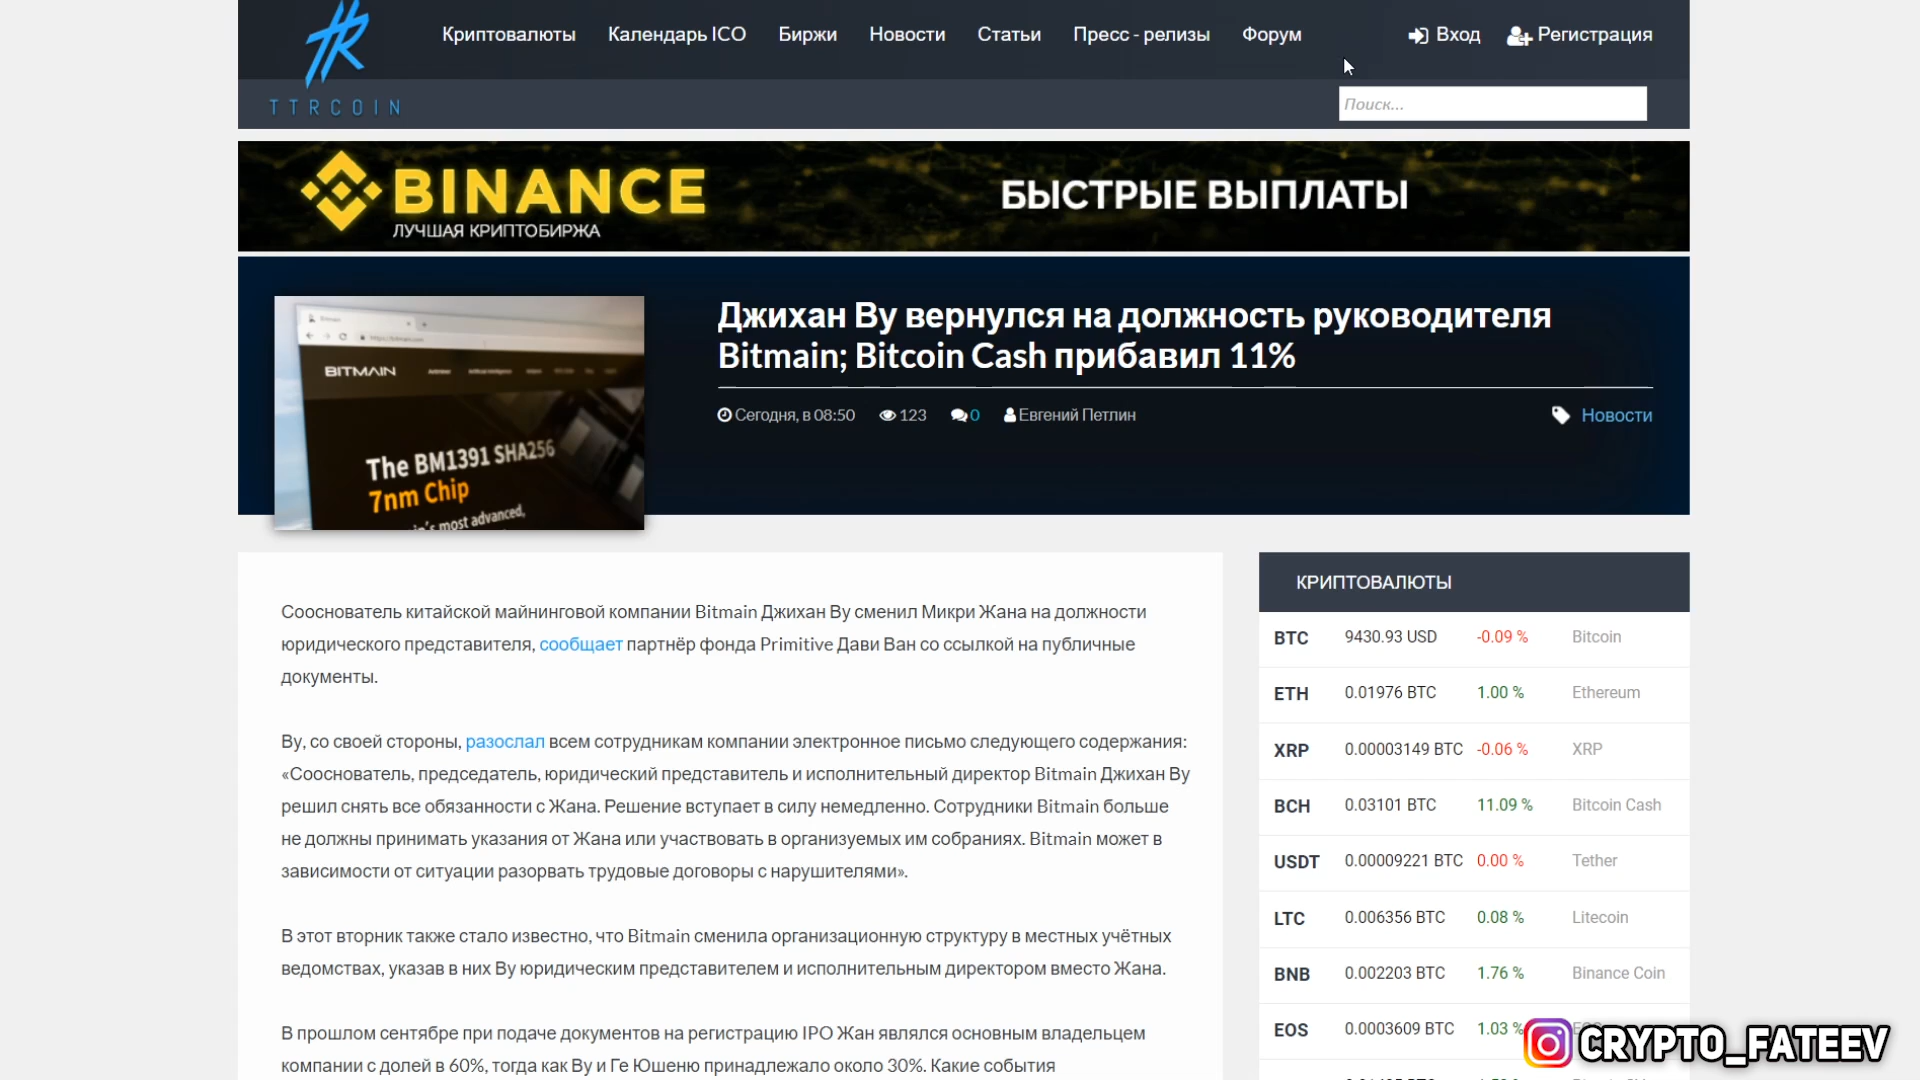 Криптовалюты Календарь ICO Биржи Новости Статьи Пресс - релизы Форум Вход Регистрация
TTRCOIN
Поиск...
BINANCE
ЛУЧШАЯ КРИПТОБИРЖА
БЫСТРЫЕ ВЫПЛАТЫ
Джихан Ву вернулся на должность руководителя
Bitmain; Bitcoin Cash прибавил 11%
Сегодня, в 08:50 123 0 Евгений Петлин Новости
BITMAIN
The BM1391 SHA256
7nm Chip
most advanced,
Сооснователь китайской майнинговой компании Bitmain Джихан Ву сменил Микри Жана на должности
юридического представителя, сообщает партнёр фонда Primitive Дави Ван со ссылкой на публичные
документы.
Ву, со своей стороны, разослал всем сотрудникам компании электронное письмо следующего содержания:
«Сооснователь, председатель, юридический представитель и исполнительный директор Bitmain Джихан Ву
решил снять все обязанности с Жана. Решение вступает в силу немедленно. Сотрудники Bitmain больше
не должны принимать указания от Жана или участвовать в организуемых им собраниях. Bitmain может в
зависимости от ситуации разорвать трудовые договоры с нарушителями».
В этот вторник также стало известно, что Bitmain сменила организационную структуру в местных учётных
ведомствах, указав в них Ву юридическим представителем и исполнительным директором вместо Жана.
В прошлом сентябре при подаче документов на регистрацию IPO Жан являлся основным владельцем
компании с долей в 60%, тогда как Ву и Ге Юшеню принадлежало около 30%. Какие события
КРИПТОВАЛЮТЫ
BTC 9430.93 USD -0.09 % Bitcoin
ETH 0.01976 BTC 1.00 % Ethereum
XRP 0.00003149 BTC -0.06 % XRP
BCH 0.03101 BTC 11.09 % Bitcoin Cash
USDT 0.00009221 BTC 0.00 % Tether
LTC 0.006356 BTC 0.08 % Litecoin
BNB 0.002203 BTC 1.76 % Binance Coin
EOS 0.0003609 BTC 1.03 % EOS
CRYPTO_FATEEV